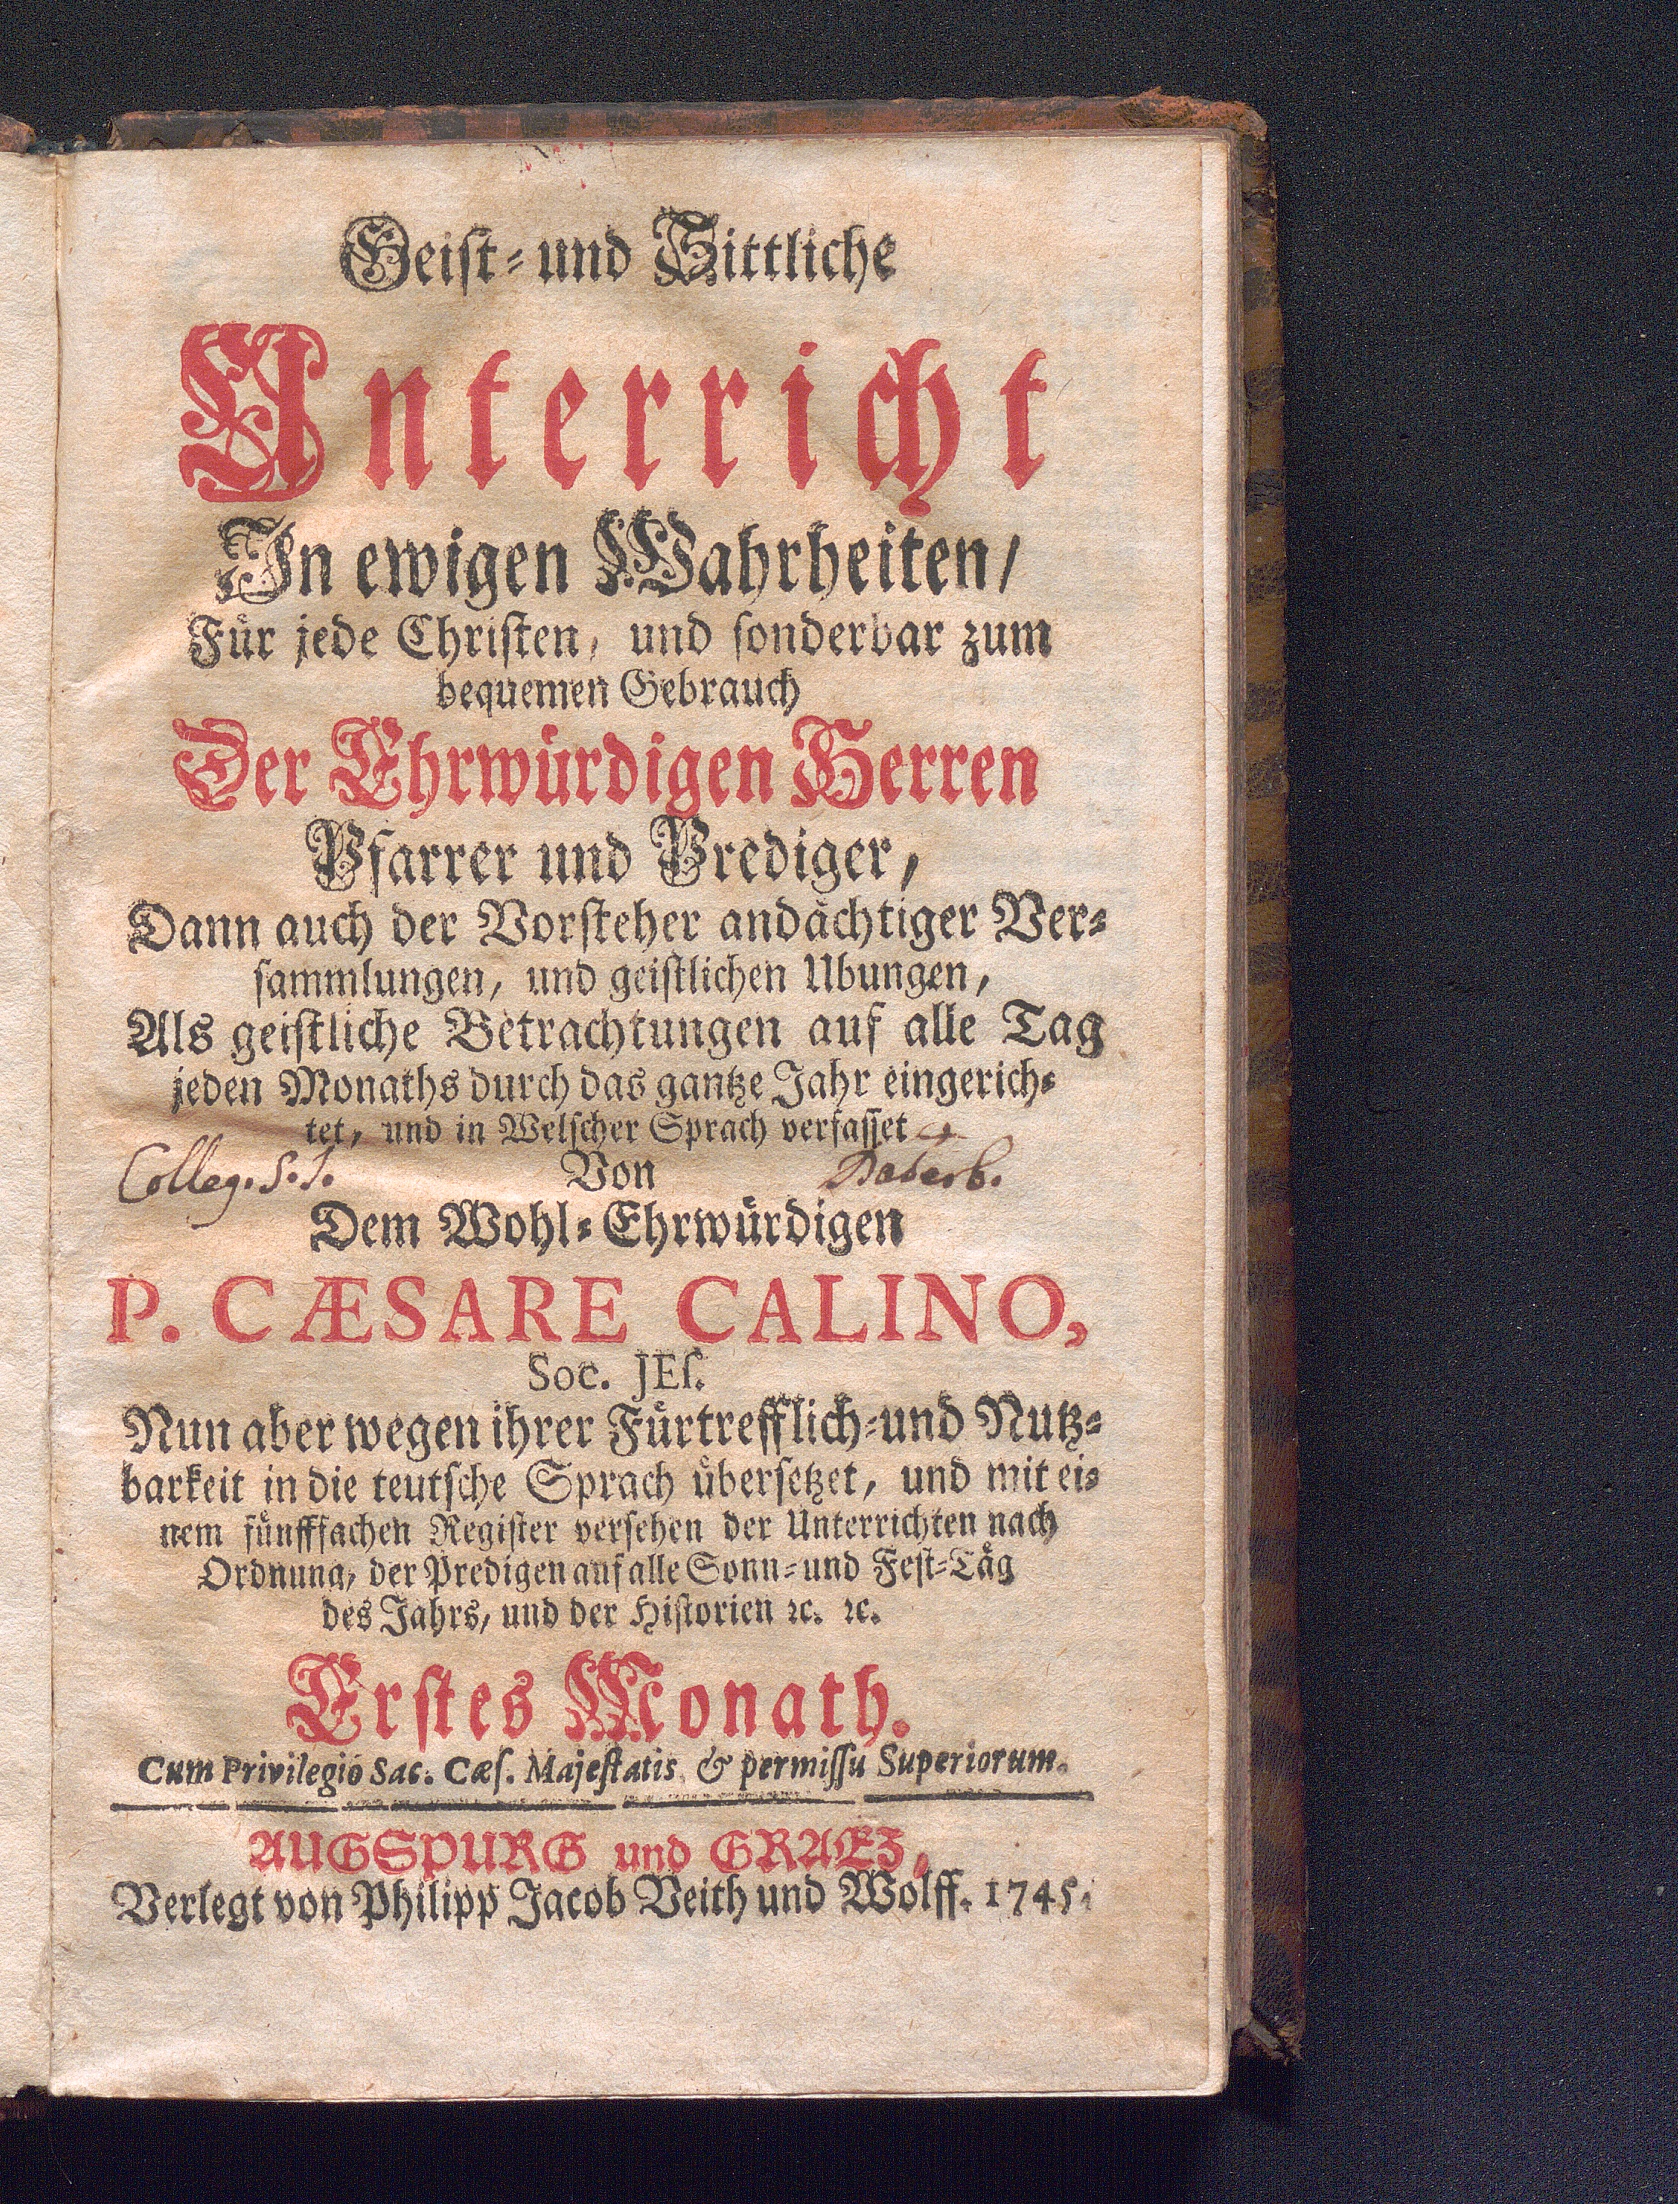 Geist- und Sittliche
Unterricht
In ewigen Wahrheiten/
Für jede Christen, und sonderbar zum
bequemen Gebrauch
Der Ehrwürdigen Herren
Pfarrer und Prediger,
Dann auch der Vorsteher andächtiger Ver-
sammlungen, und geistlichen Ubungen,
Als geistliche Betrachtungen auf alle Tag
jeden Monaths durch das gantze Jahr eingerich-
tet, und in Welscher Sprach verfasset
Colleg. S. J.
Von
Dem Wohl-Ehrwürdigen
P. CÆSARE CALINO,
Soc. JEſ.
Nun aber wegen ihrer Fürtrefflich- und Nutz-
barkeit in die teutsche Sprach übersetzet, und mit ei-
nem fünfffachen Register versehen der Unterrichten nach
Ordnung, der Predigen auf alle Sonn- und Fest-Täg
des Jahrs, und der Historien ꝛc. ꝛc.
Erstes Monath.
Cum Privilegio Sac. Cæſ. Majeſtatis, & permiſſu Superiorum.
AUGSPURG und GRAEZ,
Verlegt von Philipp Jacob Veith und Wolff. 1745.